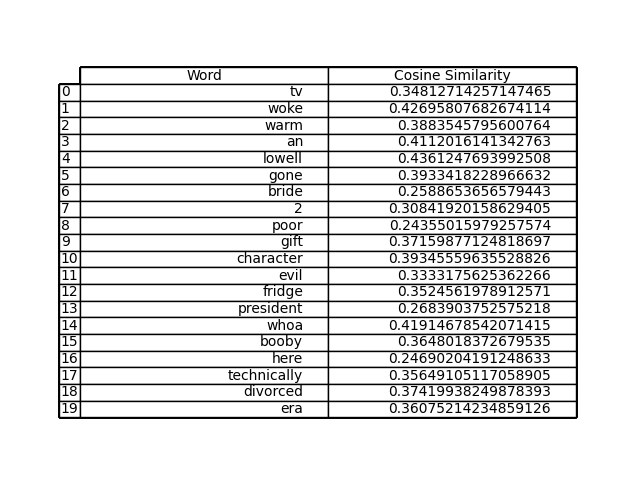 Word Cosine Similarity
0 tv 0.34812714257147465
1 woke 0.42695807682674114
2 warm 0.3883545795600764
3 an 0.4112016141342763
4 lowell 0.4361247693992508
5 gone 0.3933418228966632
6 bride 0.2588653656579443
7 2 0.30841920158629405
8 poor 0.24355015979257574
9 gift 0.37159877124818697
10 character 0.39345559635528826
11 evil 0.3333175625362266
12 fridge 0.3524561978912571
13 president 0.2683903752575218
14 whoa 0.41914678542071415
15 booby 0.3648018372679535
16 here 0.24690204191248633
17 technically 0.35649105117058905
18 divorced 0.37419938249878393
19 era 0.36075214234859126